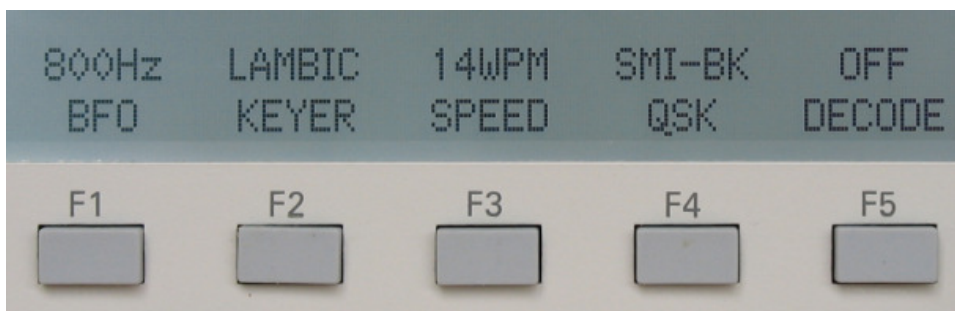 800Hz LAMBIC 14WPM SMI-BK OFF
BFO KEYER SPEED QSK DECODE
F1 F2 F3 F4 F5